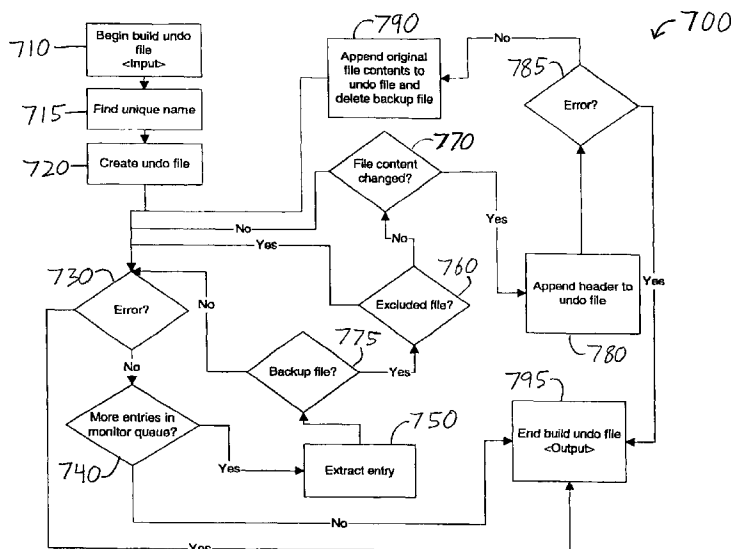 700
710
Begin build undo
file
<Input>
715
Find unique name
720
Create undo file
790
Append original
file contents to
undo file and
delete backup file
No
785
Error?
770
File content
changed?
No
Yes
Yes
No
730
Error?
No
760
Excluded file?
Append header to
undo file
780
Yes
775
Backup file?
Yes
No
More entries in
monitor queue?
740
Yes
750
Extract entry
795
End build undo file
<Output>
No
Yes